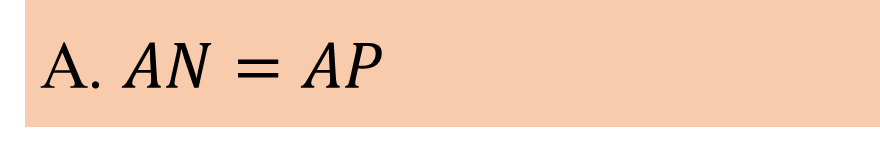 A. AN = AP